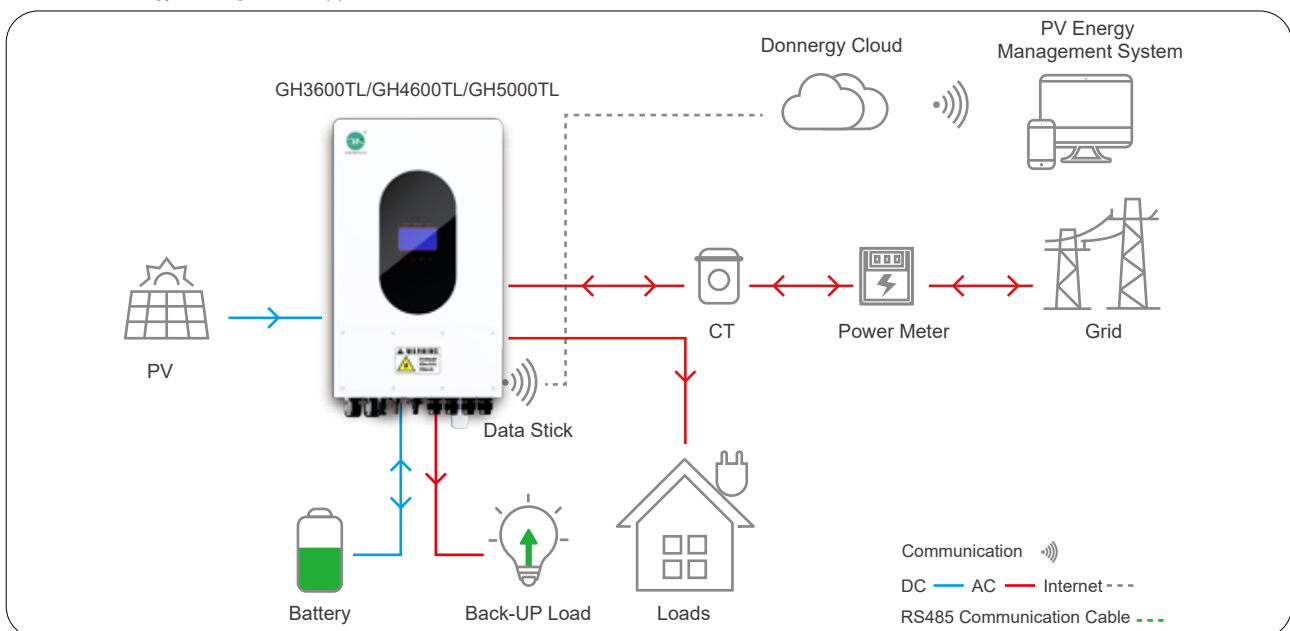 Donnergy Cloud
PV Energy
Management System
GH3600TL/GH4600TL/GH5000TL
PV
CT
Power Meter
Grid
WARNING
Data Stick
Battery
Back-UP Load
Loads
Communication
DC AC Internet
RS485 Communication Cable